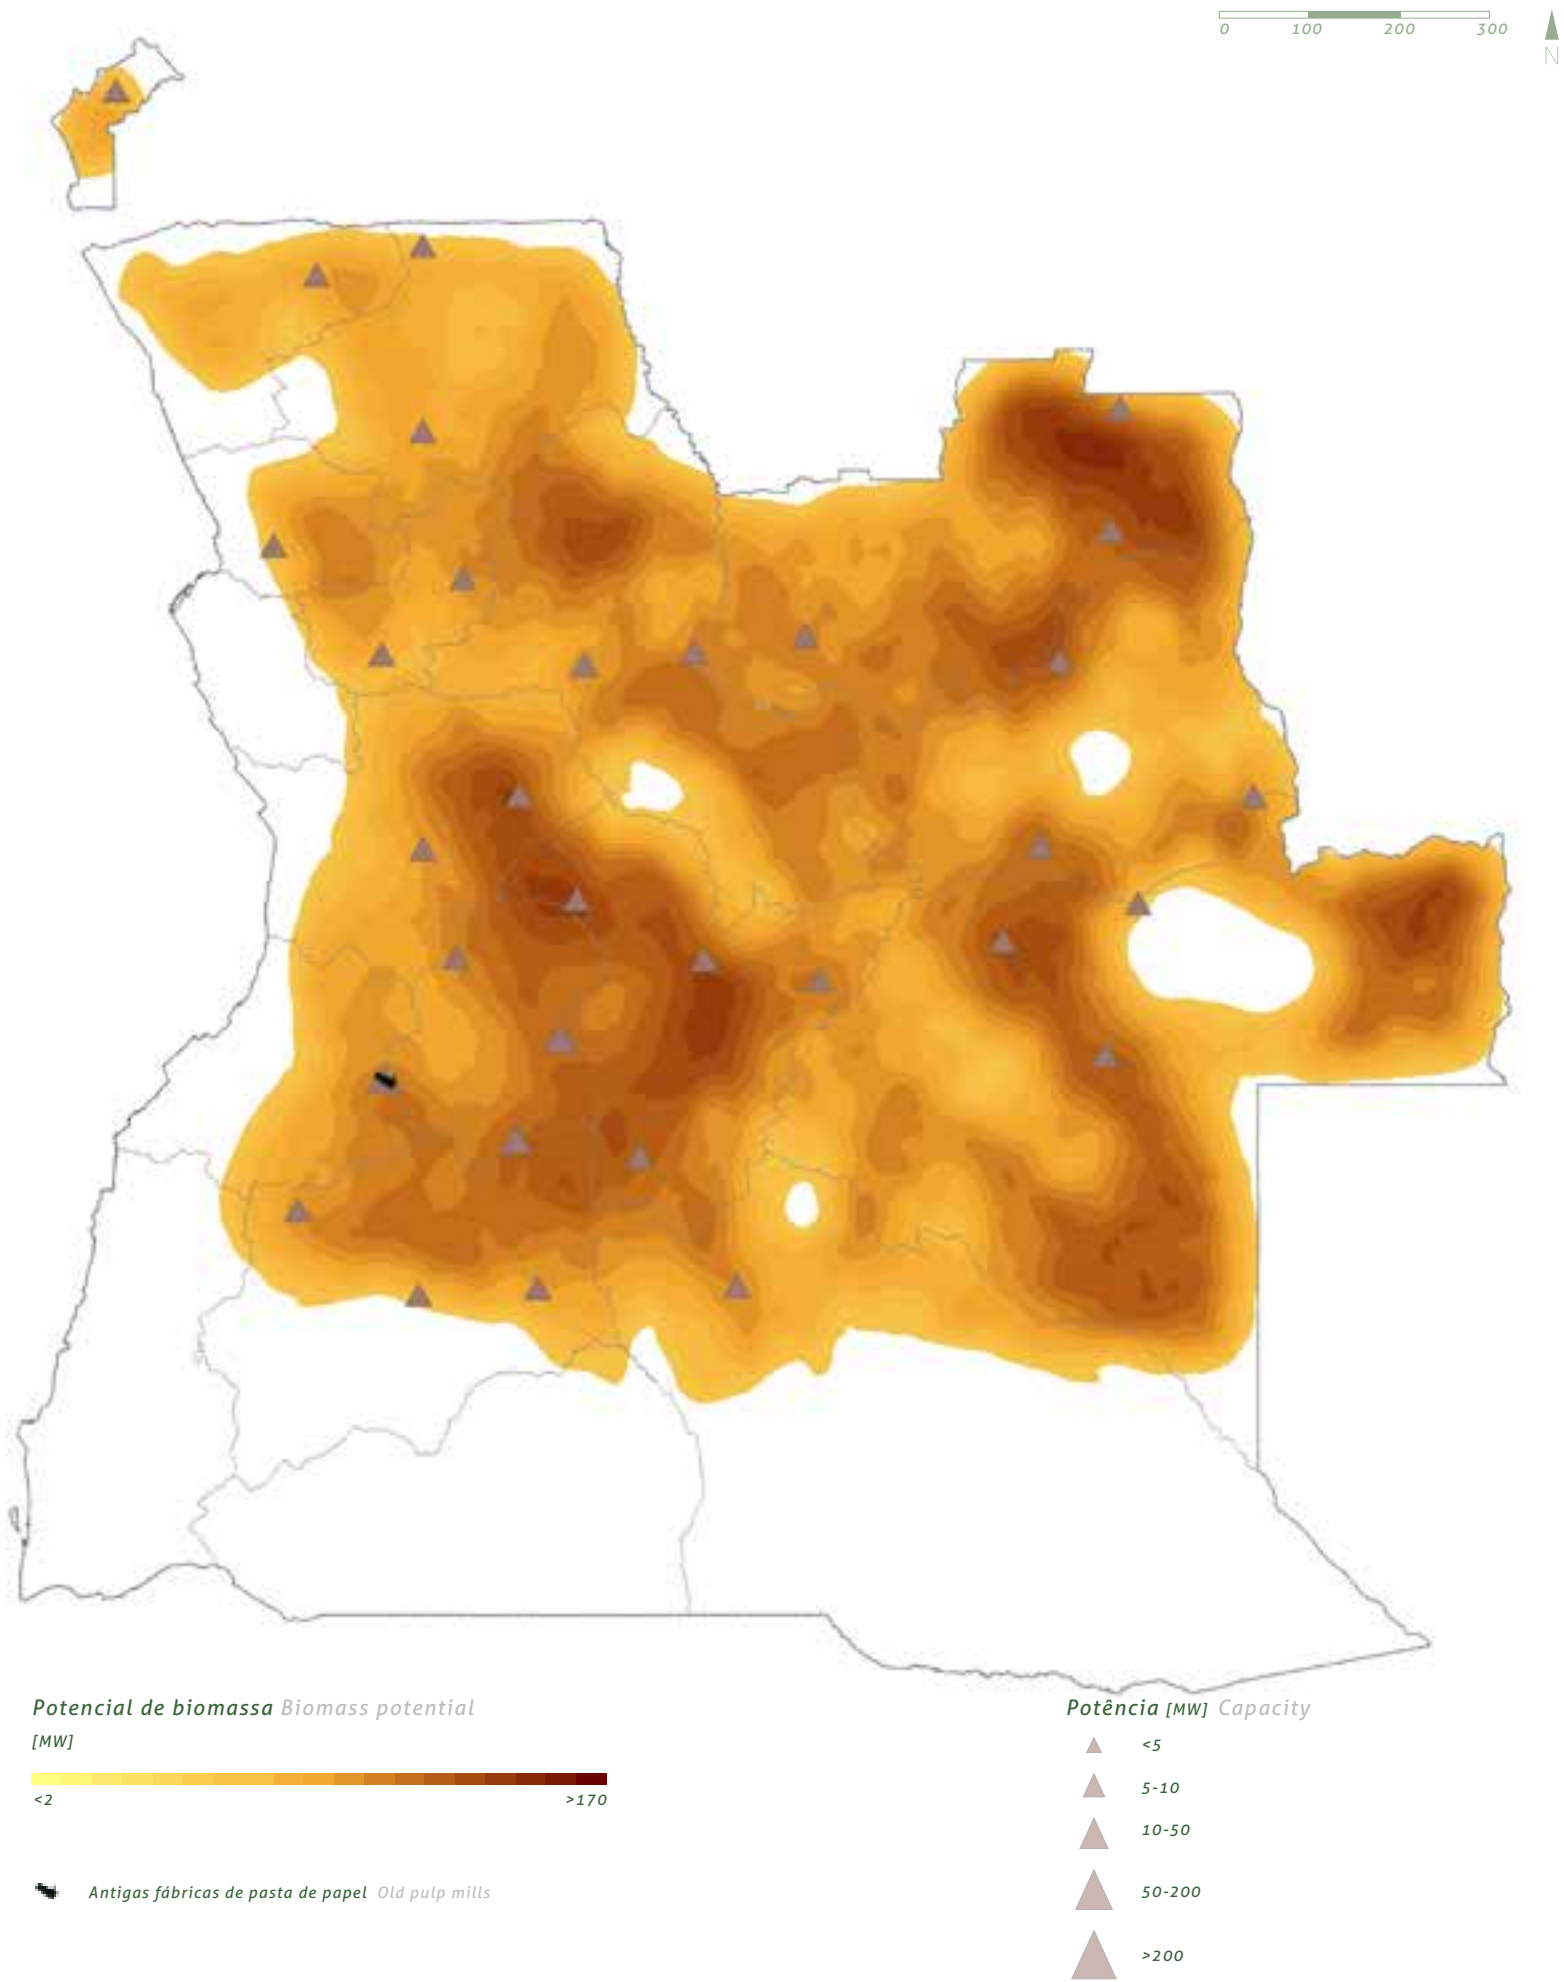 0 100 200 300
N
Potencial de biomassa Biomass potential
[MW]
<2 >170
Antigas fábricas de pasta de papel Old pulp mills
Potência [MW] Capacity
<5
5-10
10-50
50-200
>200